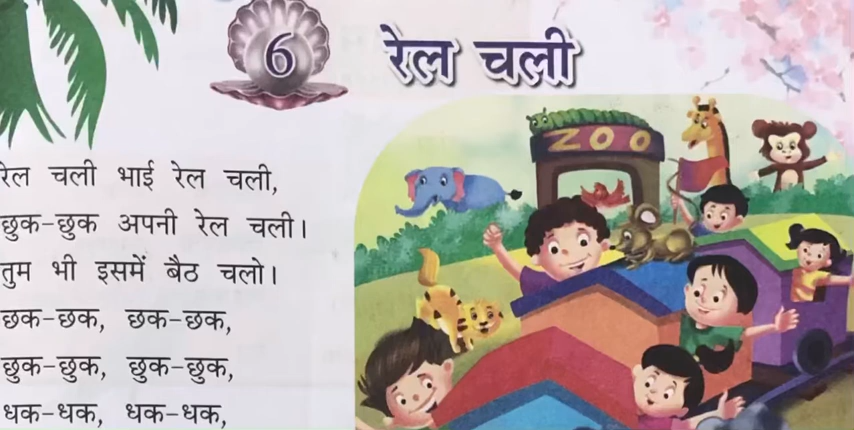 6 रेल चली
ZOO
रेल चली भाई रेल चली,
छुक-छुक अपनी रेल चली।
तुम भी इसमें बैठ चलो।
छक-छक, छक-छक,
छुक-छुक, छुक-छुक,
धक-धक, धक-धक,